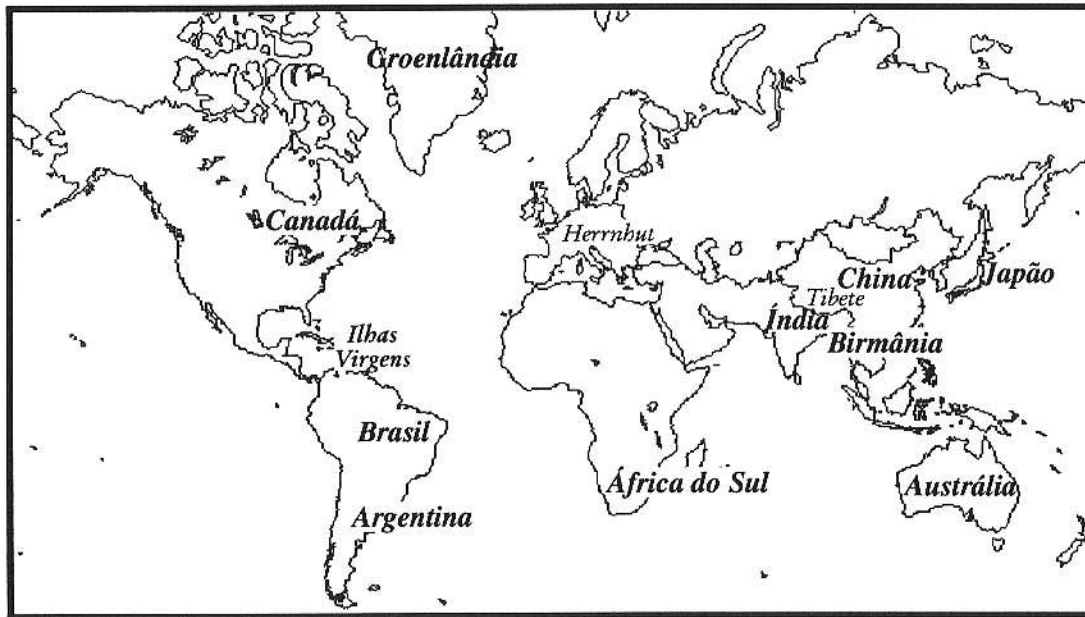 Groenlândia
Canadá
Herrnhut
China
Japão
Tibete
Índia
Ilhas
Virgens
Birmânia
Brasil
África do Sul
Austrália
Argentina